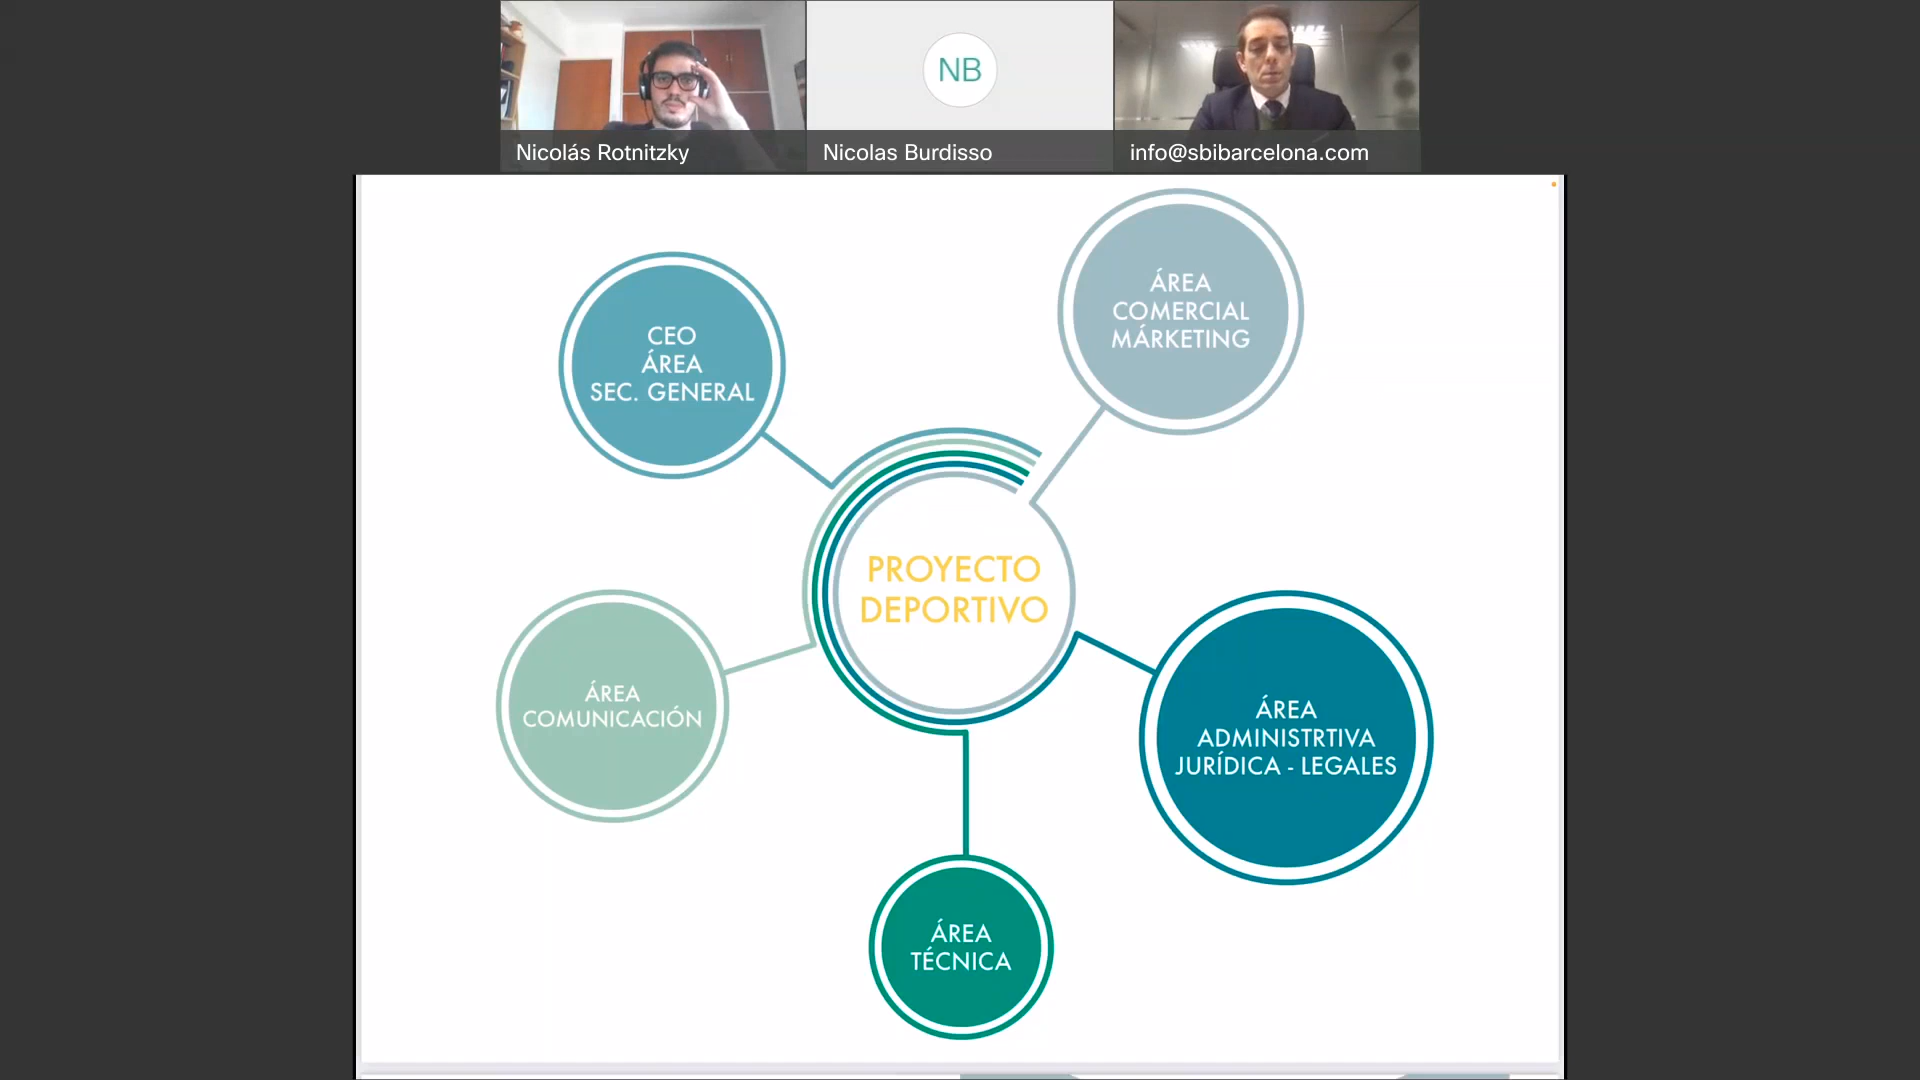 NB
Nicolás Rotnitzky
Nicolas Burdisso
info@sbibarcelona.com
CEO
ÁREA
SEC. GENERAL
ÁREA
COMERCIAL
MÁRKETING
PROYECTO
DEPORTIVO
ÁREA
COMUNICACIÓN
ÁREA
ADMINISTRTIVA
JURÍDICA - LEGALES
ÁREA
TÉCNICA